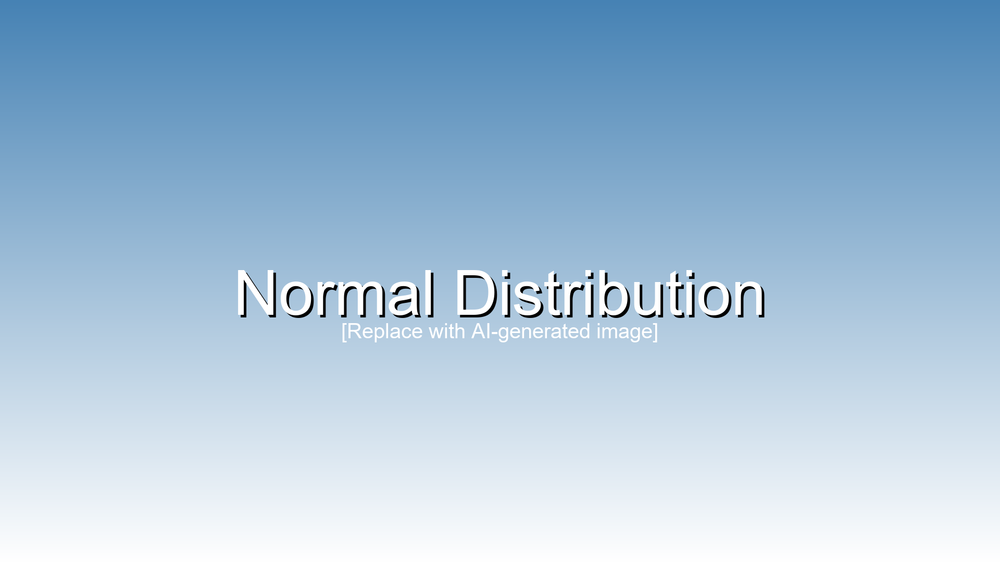 Normal Distribution
[Replace with AI-generated image]